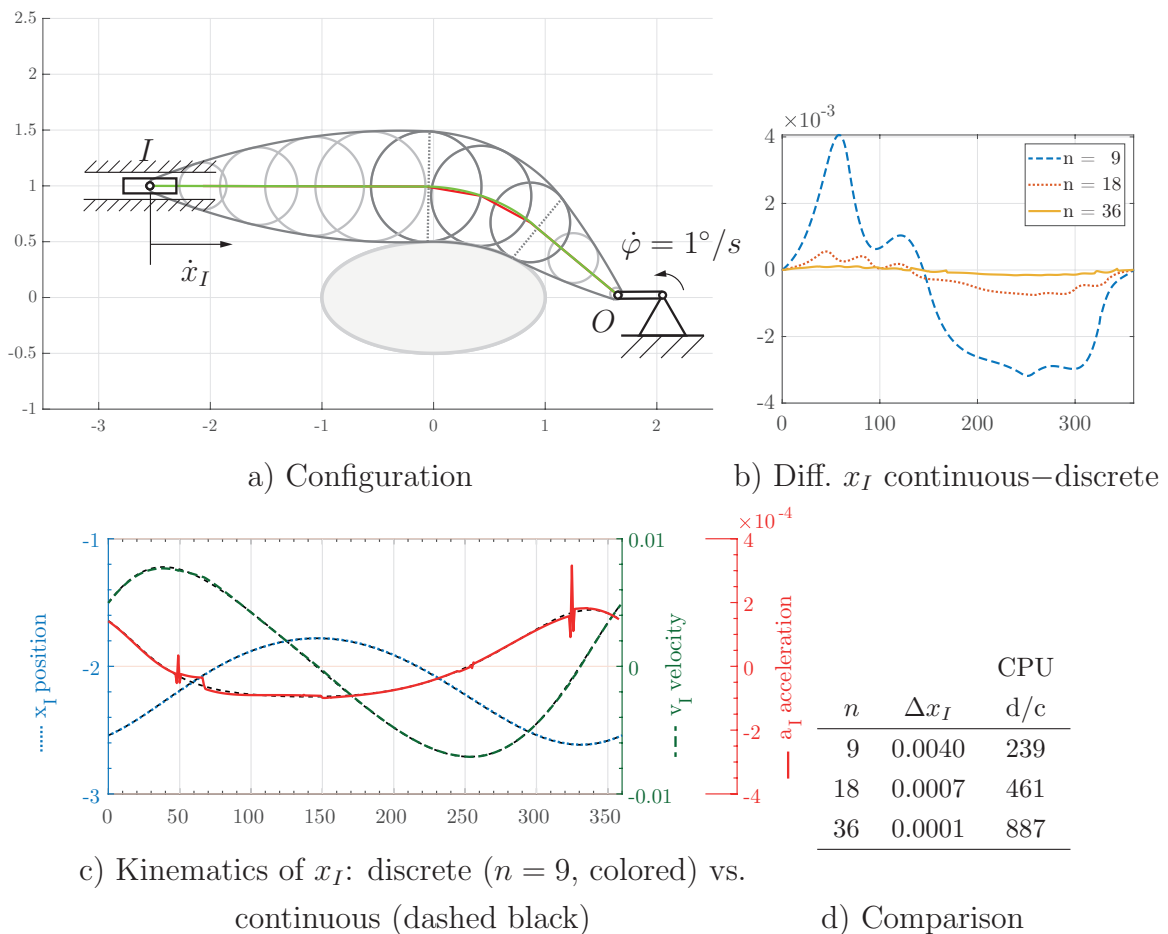 2.5
2
1.5
1
0.5
0
-0.5
-1
-3
-2
-1
0
1
2
I
ẋ_I
φ̇ = 1°/s
O
a) Configuration
×10⁻³
4
2
0
-2
-4
0
100
200
300
n = 9
n = 18
n = 36
b) Diff. x_I continuous−discrete
-1
-2
-3
x_I position
0
50
100
150
200
250
300
350
0.01
0
-0.01
v_I velocity
×10⁻⁴
4
2
0
-2
-4
a_I acceleration
c) Kinematics of x_I: discrete (n = 9, colored) vs.
continuous (dashed black)
CPU
n Δx_I d/c
9 0.0040 239
18 0.0007 461
36 0.0001 887
d) Comparison